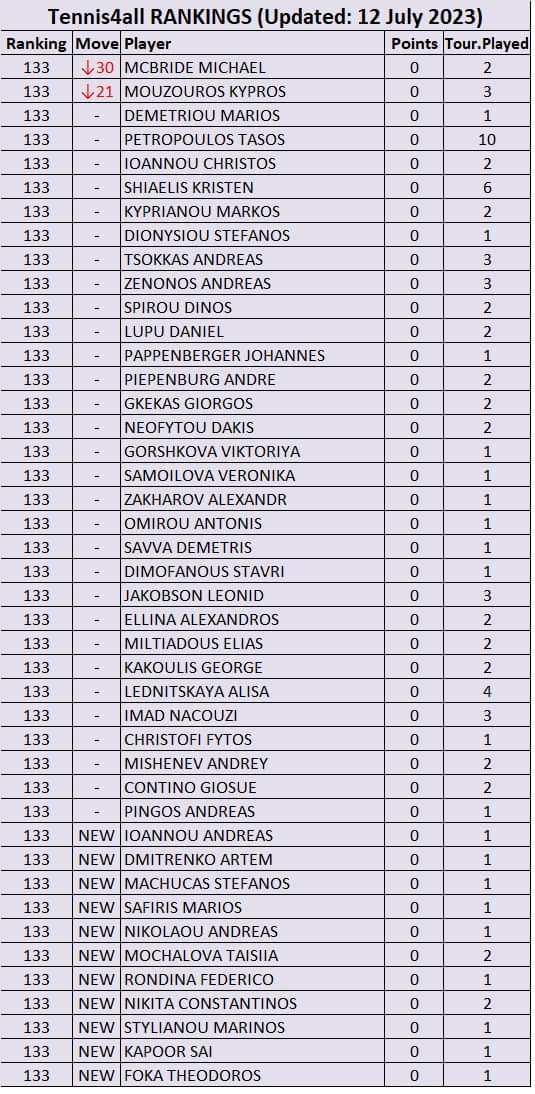 Tennis4all RANKINGS (Updated: 12 July 2023)
Ranking Move Player Points Tour.Played
133 ↓30 MCBRIDE MICHAEL 0 2
133 ↓21 MOUZOUROS KYPROS 0 3
133 - DEMETRIOU MARIOS 0 1
133 - PETROPOULOS TASOS 0 10
133 - IOANNOU CHRISTOS 0 2
133 - SHIAELIS KRISTEN 0 6
133 - KYPRIANOU MARKOS 0 2
133 - DIONYSIOU STEFANOS 0 1
133 - TSOKKAS ANDREAS 0 3
133 - ZENONOS ANDREAS 0 3
133 - SPIROU DINOS 0 2
133 - LUPU DANIEL 0 2
133 - PAPPENBERGER JOHANNES 0 1
133 - PIEPENBURG ANDRE 0 2
133 - GKEKAS GIORGOS 0 2
133 - NEOFYTOU DAKIS 0 2
133 - GORSHKOVA VIKTORIYA 0 1
133 - SAMOILOVA VERONIKA 0 1
133 - ZAKHAROV ALEXANDR 0 1
133 - OMIROU ANTONIS 0 1
133 - SAVVA DEMETRIS 0 1
133 - DIMOFANOUS STAVRI 0 1
133 - JAKOBSON LEONID 0 3
133 - ELLINA ALEXANDROS 0 2
133 - MILTIADOUS ELIAS 0 2
133 - KAKOULIS GEORGE 0 2
133 - LEDNITSKAYA ALISA 0 4
133 - IMAD NACOUZI 0 3
133 - CHRISTOFI FYTOS 0 1
133 - MISHENEV ANDREY 0 2
133 - CONTINO GIOSUE 0 2
133 - PINGOS ANDREAS 0 1
133 NEW IOANNOU ANDREAS 0 1
133 NEW DMITRENKO ARTEM 0 1
133 NEW MACHUCAS STEFANOS 0 1
133 NEW SAFIRIS MARIOS 0 1
133 NEW NIKOLAOU ANDREAS 0 1
133 NEW MOCHALOVA TAISIIA 0 2
133 NEW RONDINA FEDERICO 0 1
133 NEW NIKITA CONSTANTINOS 0 2
133 NEW STYLIANOU MARINOS 0 1
133 NEW KAPOOR SAI 0 1
133 NEW FOKA THEODOROS 0 1